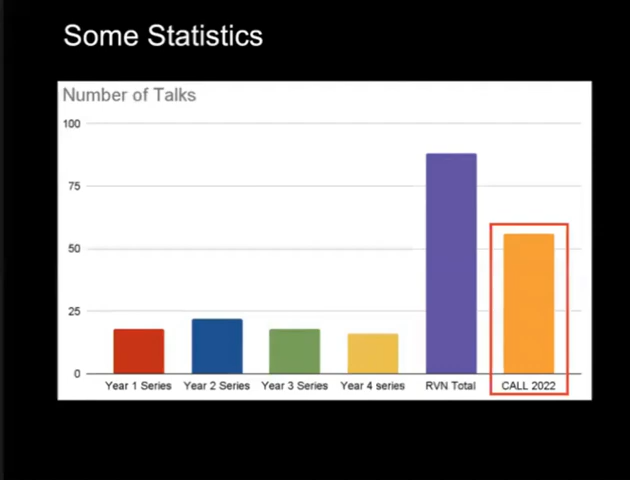 Some Statistics
Number of Talks
100
75
50
25
0
Year 1 Series Year 2 Series Year 3 Series Year 4 series RVN Total CALL 2022